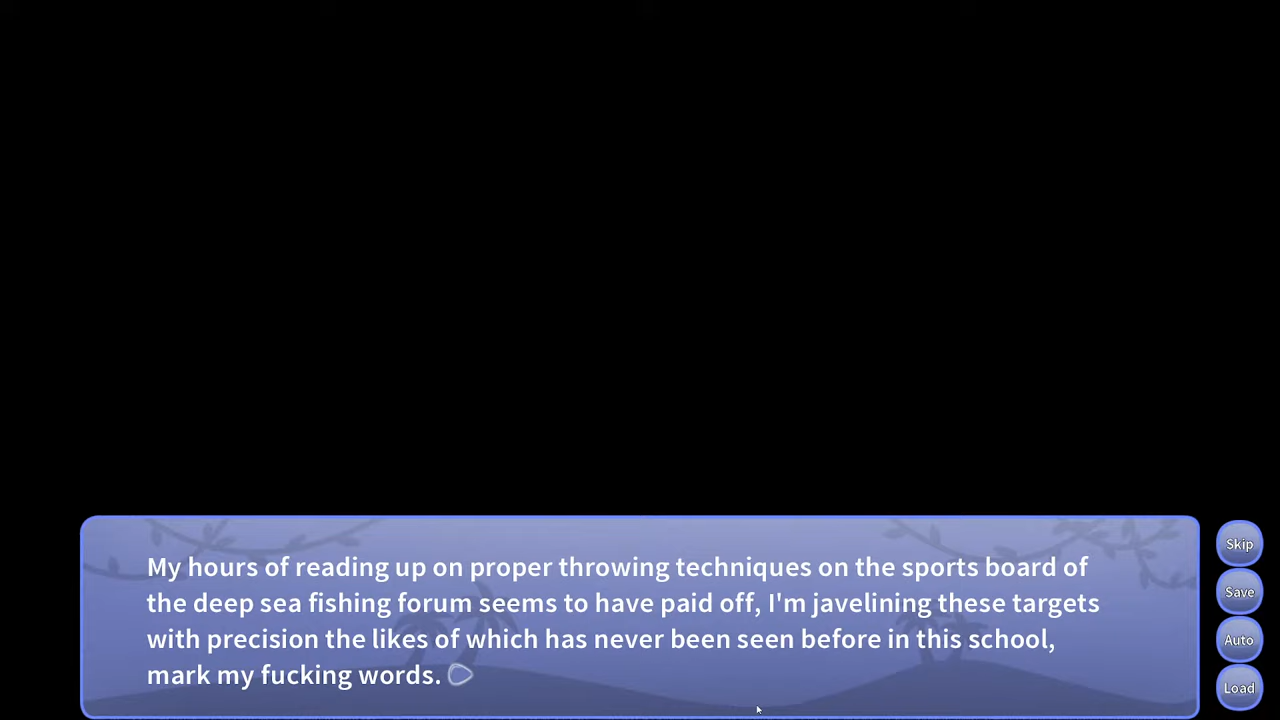 My hours of reading up on proper throwing techniques on the sports board of
the deep sea fishing forum seems to have paid off, I'm javelining these targets
with precision the likes of which has never been seen before in this school,
mark my fucking words.
Skip
Save
Auto
Load